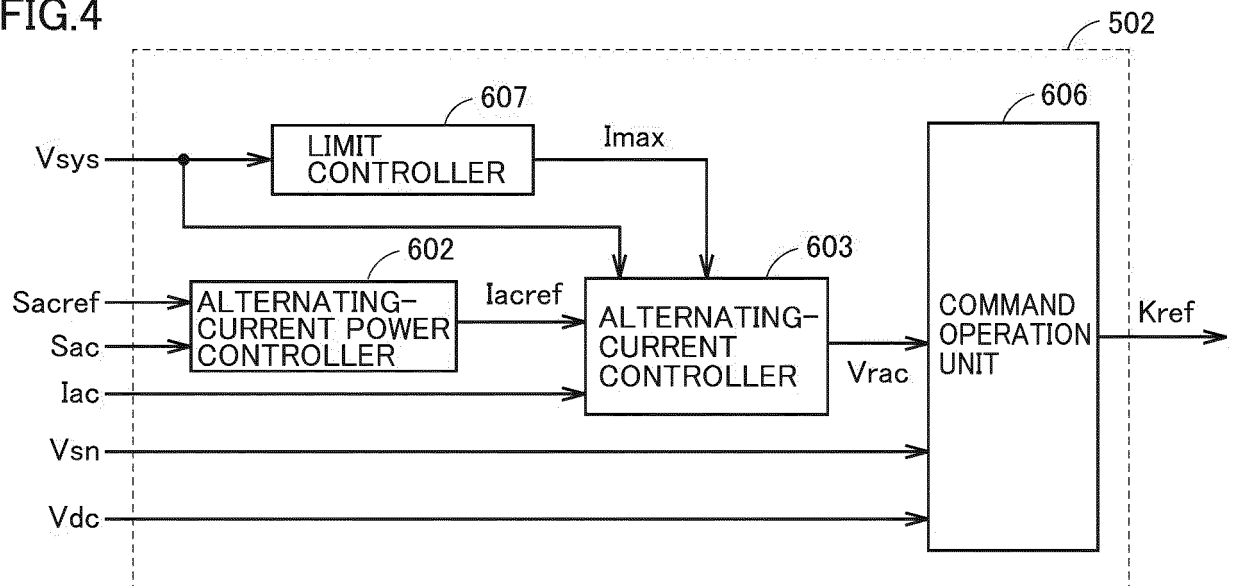 FIG.4
502
607
606
Vsys
LIMIT
CONTROLLER
Imax
602
603
Sacref
Sac
ALTERNATING-
CURRENT POWER
CONTROLLER
Iacref
ALTERNATING-
CURRENT
CONTROLLER
Vrac
COMMAND
OPERATION
UNIT
Kref
Iac
Vsn
Vdc